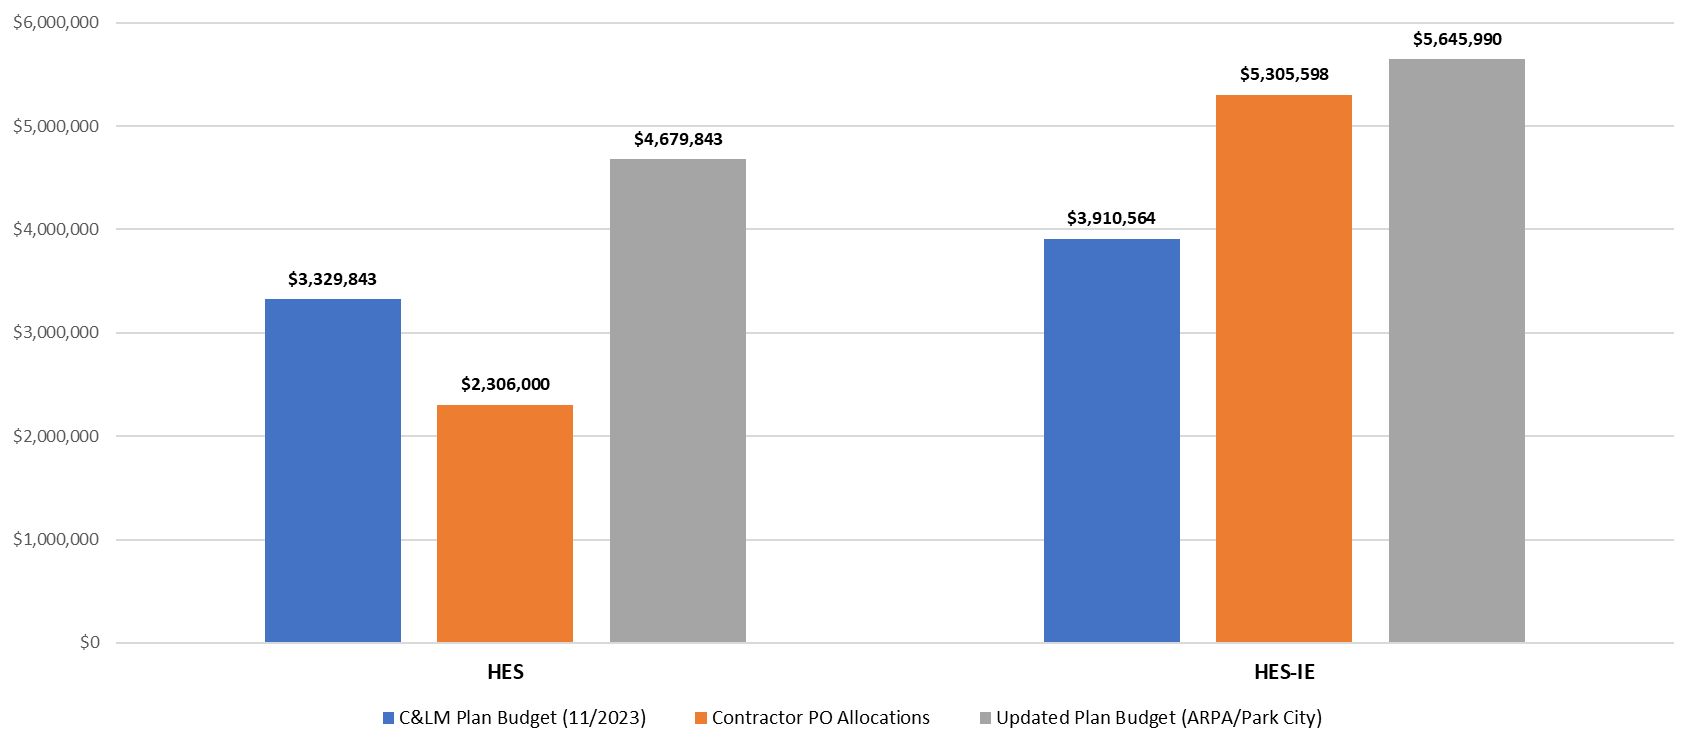 $6,000,000
$5,000,000
$4,000,000
$3,000,000
$2,000,000
$1,000,000
$0
$3,329,843
$2,306,000
$4,679,843
$3,910,564
$5,305,598
$5,645,990
HES
HES-IE
C&LM Plan Budget (11/2023)
Contractor PO Allocations
Updated Plan Budget (ARPA/Park City)